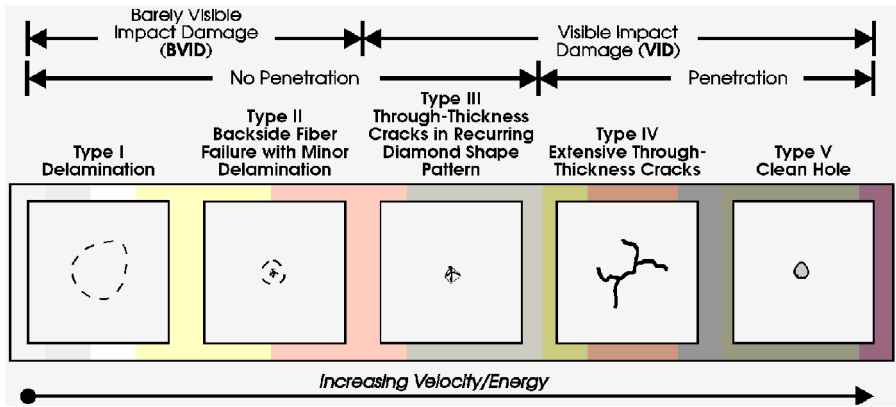 Barely Visible
Impact Damage
(BVID)
Visible Impact
Damage (VID)
No Penetration
Penetration
Type I
Delamination
Type II
Backside Fiber
Failure with Minor
Delamination
Type III
Through-Thickness
Cracks in Recurring
Diamond Shape
Pattern
Type IV
Extensive Through-
Thickness Cracks
Type V
Clean Hole
Increasing Velocity/Energy